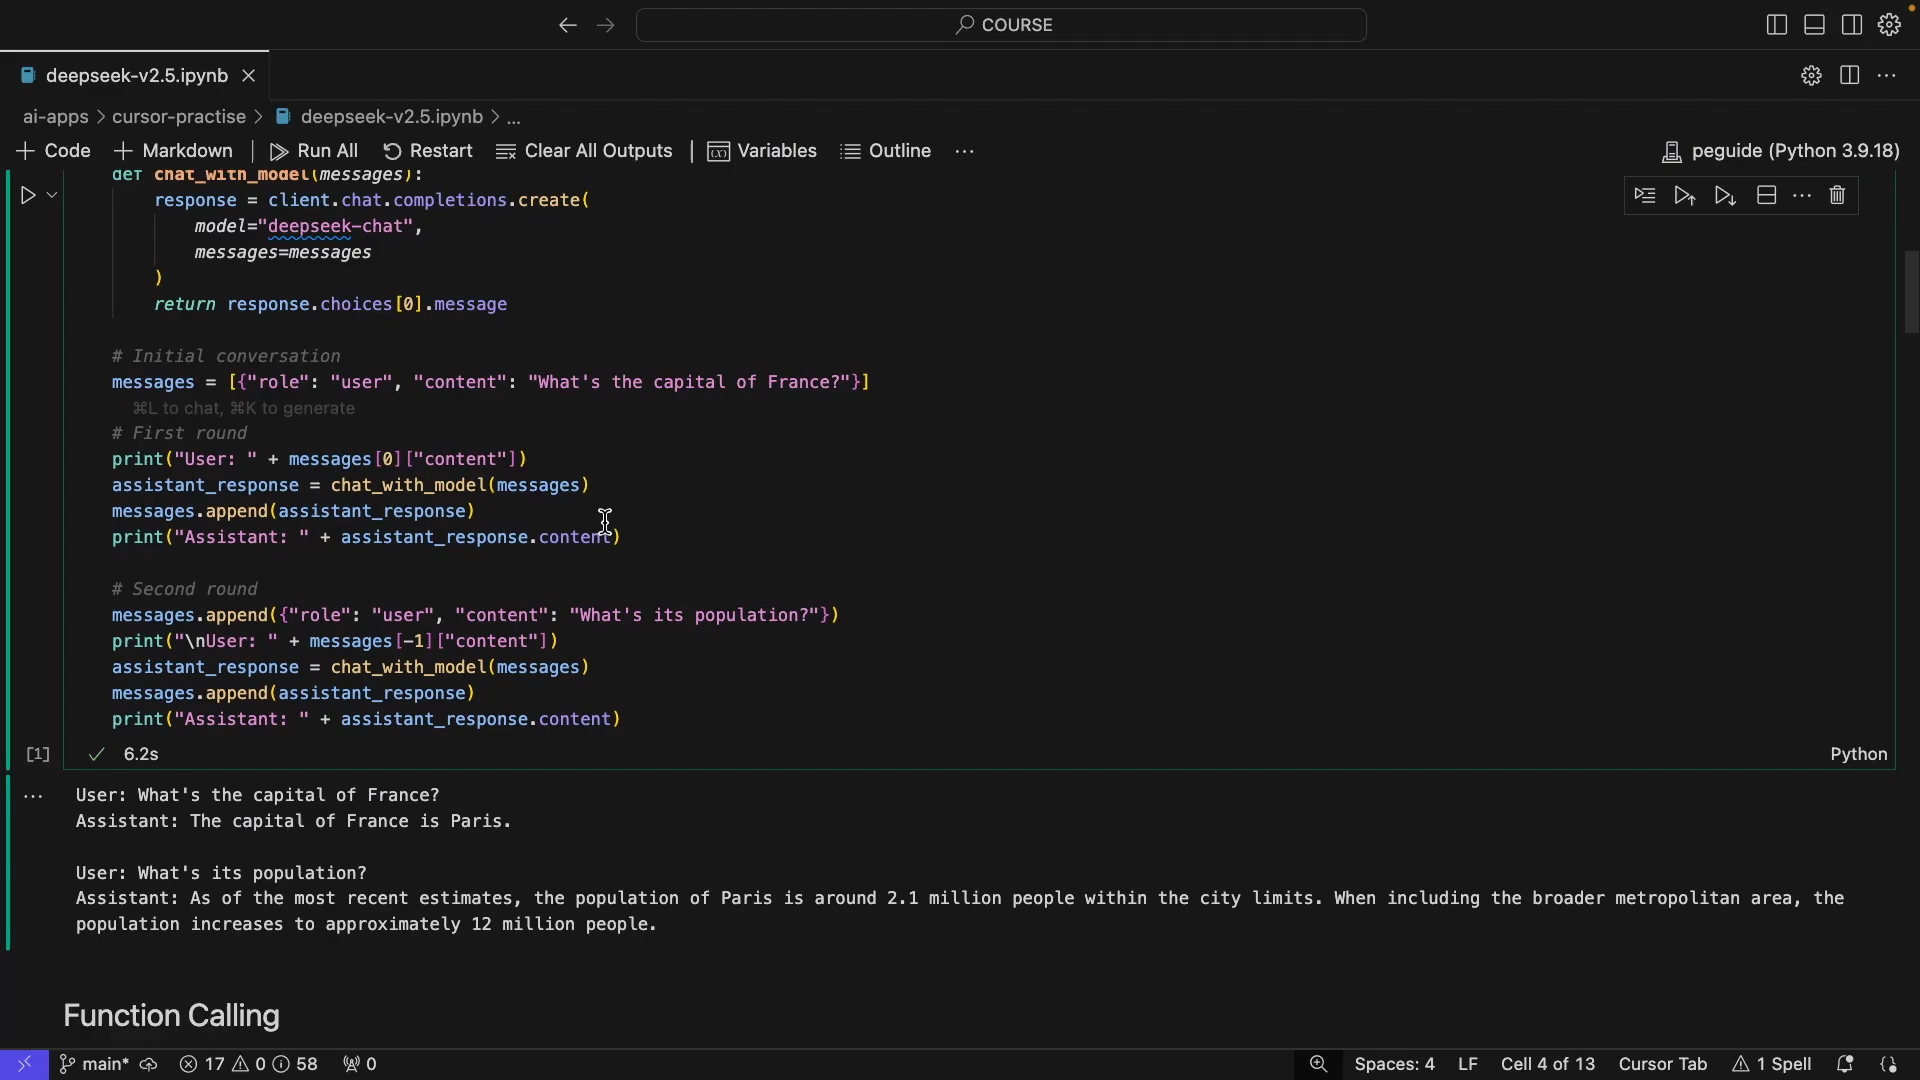 COURSE
deepseek-v2.5.ipynb
ai-apps > cursor-practise > deepseek-v2.5.ipynb > ...
+ Code + Markdown | Run All Restart Clear All Outputs | Variables Outline ... peguide (Python 3.9.18)
def chat_with_model(messages):
response = client.chat.completions.create(
model="deepseek-chat",
messages=messages
)
return response.choices[0].message
# Initial conversation
messages = [{"role": "user", "content": "What's the capital of France?"}]
⌘L to chat, ⌘K to generate
# First round
print("User: " + messages[0]["content"])
assistant_response = chat_with_model(messages)
messages.append(assistant_response)
print("Assistant: " + assistant_response.content)
# Second round
messages.append({"role": "user", "content": "What's its population?"})
print("\nUser: " + messages[-1]["content"])
assistant_response = chat_with_model(messages)
messages.append(assistant_response)
print("Assistant: " + assistant_response.content)
[1] ✓ 6.2s Python
... User: What's the capital of France?
Assistant: The capital of France is Paris.
User: What's its population?
Assistant: As of the most recent estimates, the population of Paris is around 2.1 million people within the city limits. When including the broader metropolitan area, the
population increases to approximately 12 million people.
Function Calling
main* 17 0 58 0 Spaces: 4 LF Cell 4 of 13 Cursor Tab 1 Spell